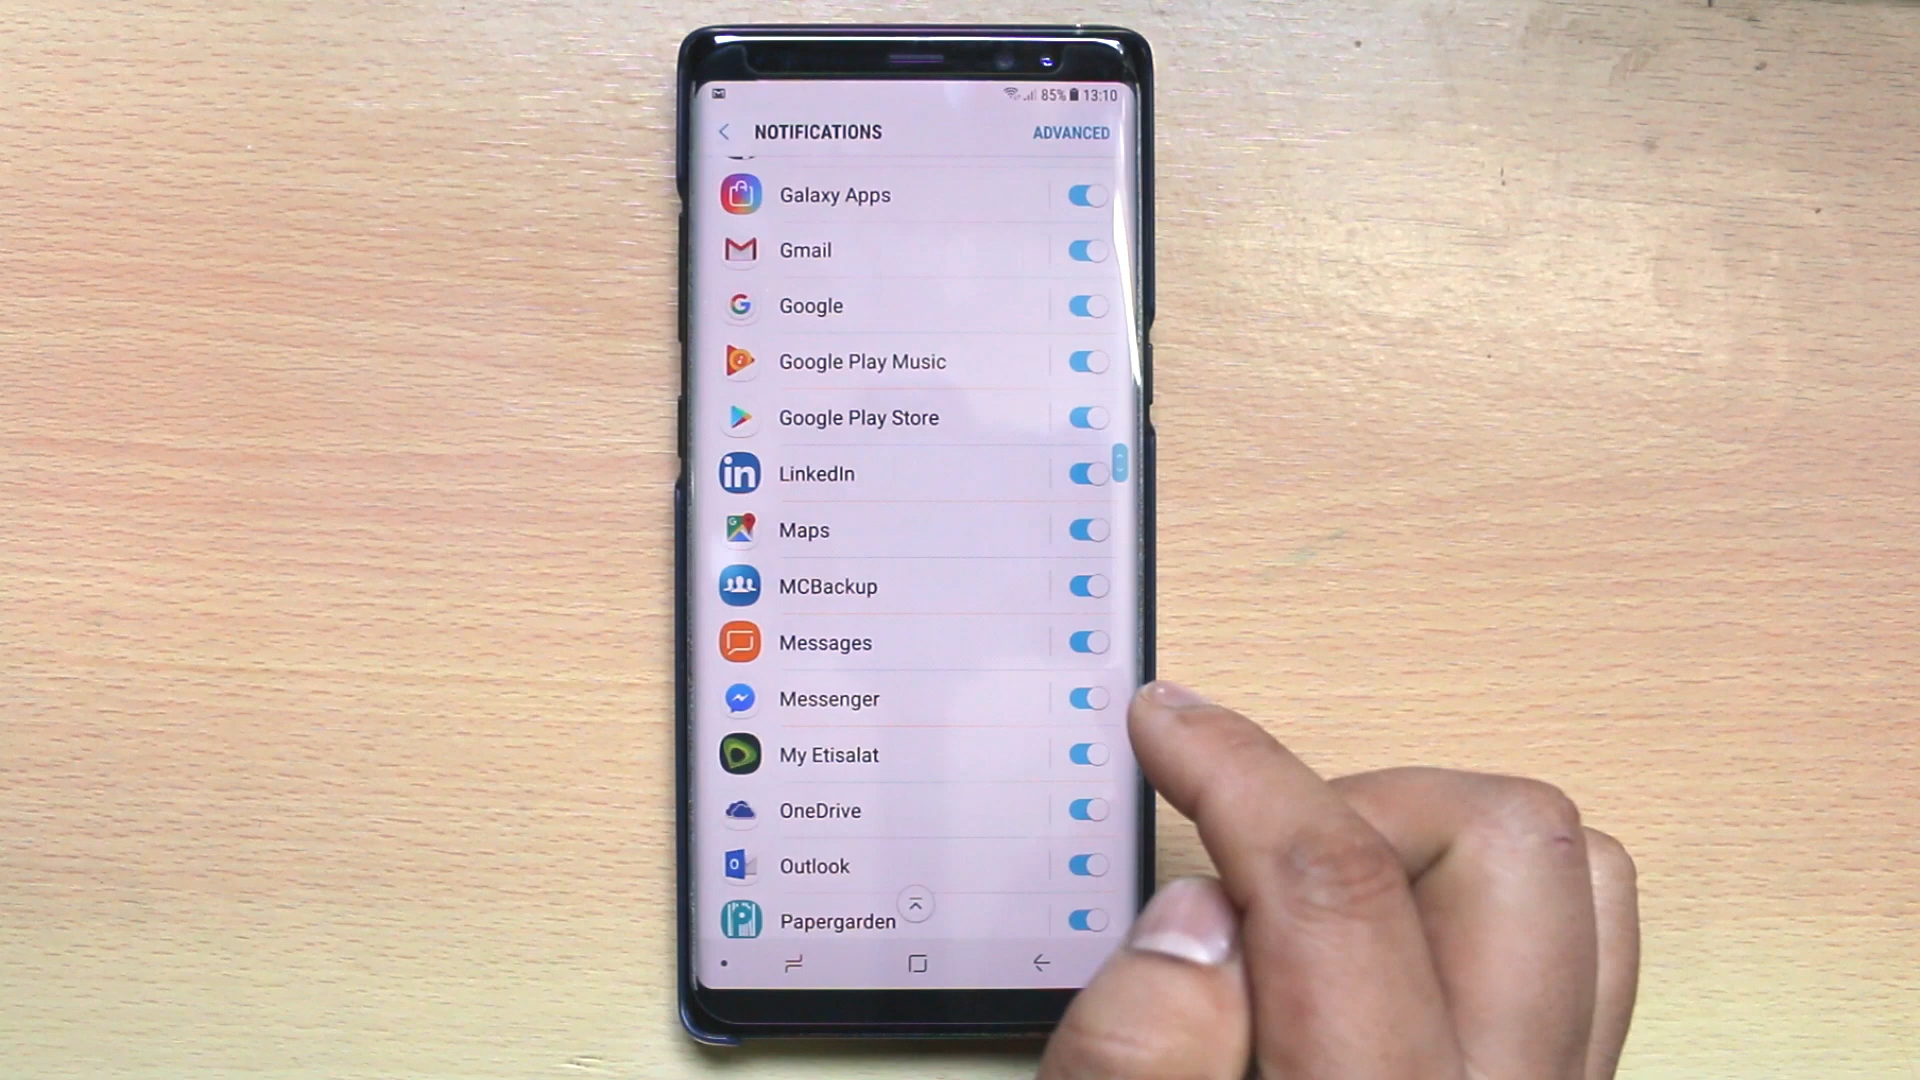 85% 13:10
NOTIFICATIONS ADVANCED
Galaxy Apps
Gmail
G Google
Google Play Music
Google Play Store
in LinkedIn
G Maps
MCBackup
Messages
Messenger
My Etisalat
OneDrive
O Outlook
P Papergarden